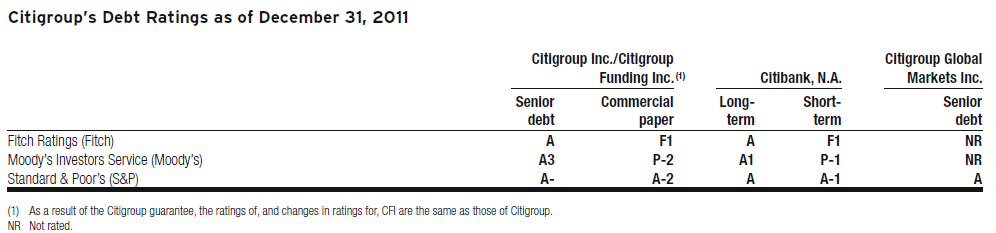 Citigroup's Debt Ratings as of December 31, 2011
Citigroup Inc./Citigroup Funding Inc.(1) Citibank, N.A. Citigroup Global Markets Inc.
Senior debt Commercial paper Long-term Short-term Senior debt
Fitch Ratings (Fitch) A F1 A F1 NR
Moody's Investors Service (Moody's) A3 P-2 A1 P-1 NR
Standard & Poor's (S&P) A- A-2 A A-1 A
(1) As a result of the Citigroup guarantee, the ratings of, and changes in ratings for, CFI are the same as those of Citigroup.
NR Not rated.